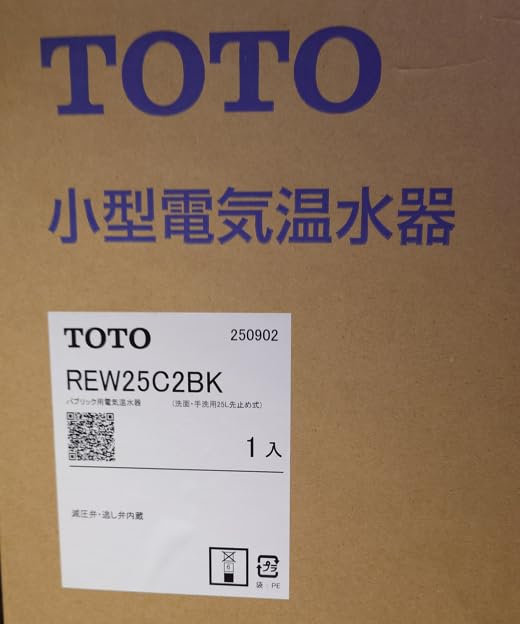 TOTO
小型電気温水器
TOTO 250902
REW25C2BK
パブリック用電気温水器 (洗面・手洗用25L先止め式)
1入
減圧弁・逃し弁内蔵
6
プラ
袋:PE